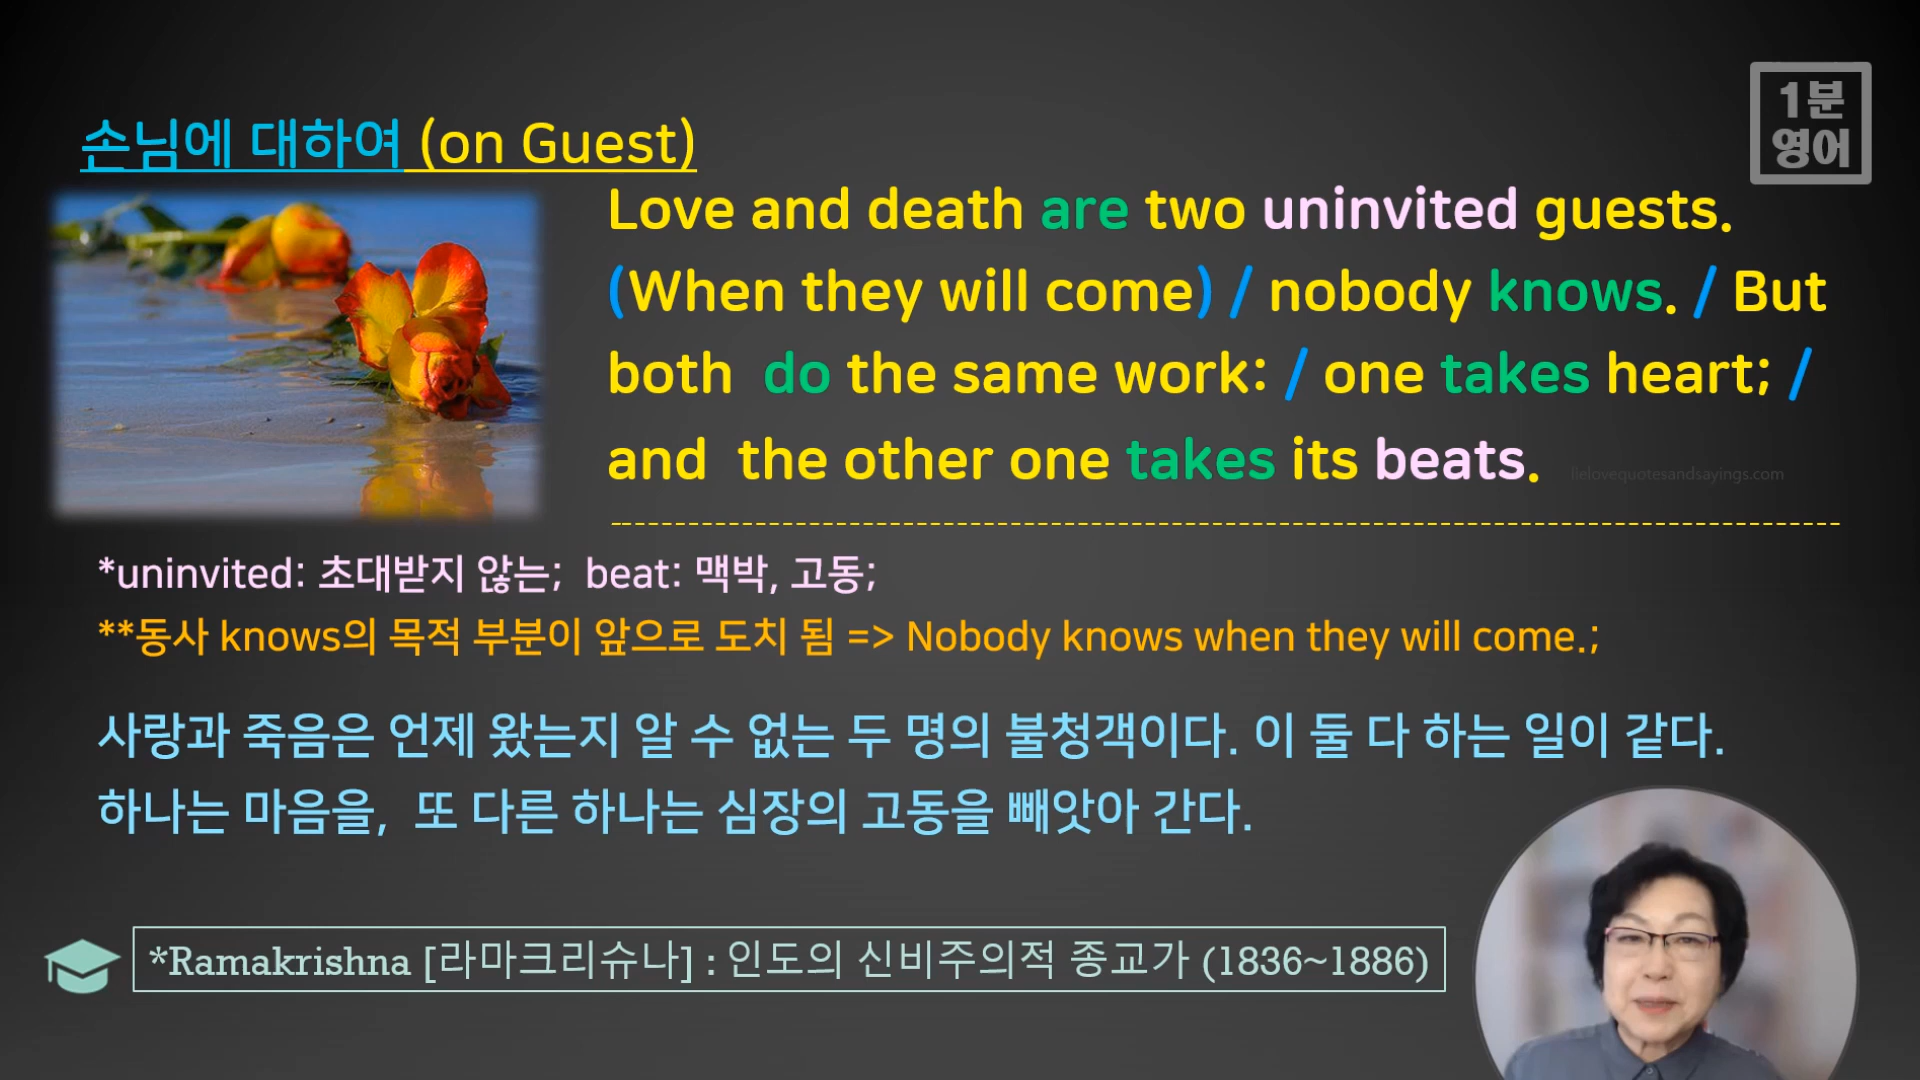 1분
영어
손님에 대하여 (on Guest)
Love and death are two uninvited guests.
(When they will come) / nobody knows. / But
both do the same work: / one takes heart; /
and the other one takes its beats.
llelovequotesandsayings.com
*uninvited: 초대받지 않는; beat: 맥박, 고동;
**동사 knows의 목적 부분이 앞으로 도치 됨 => Nobody knows when they will come.;
사랑과 죽음은 언제 왔는지 알 수 없는 두 명의 불청객이다. 이 둘 다 하는 일이 같다.
하나는 마음을, 또 다른 하나는 심장의 고동을 빼앗아 간다.
*Ramakrishna [라마크리슈나] : 인도의 신비주의적 종교가 (1836~1886)